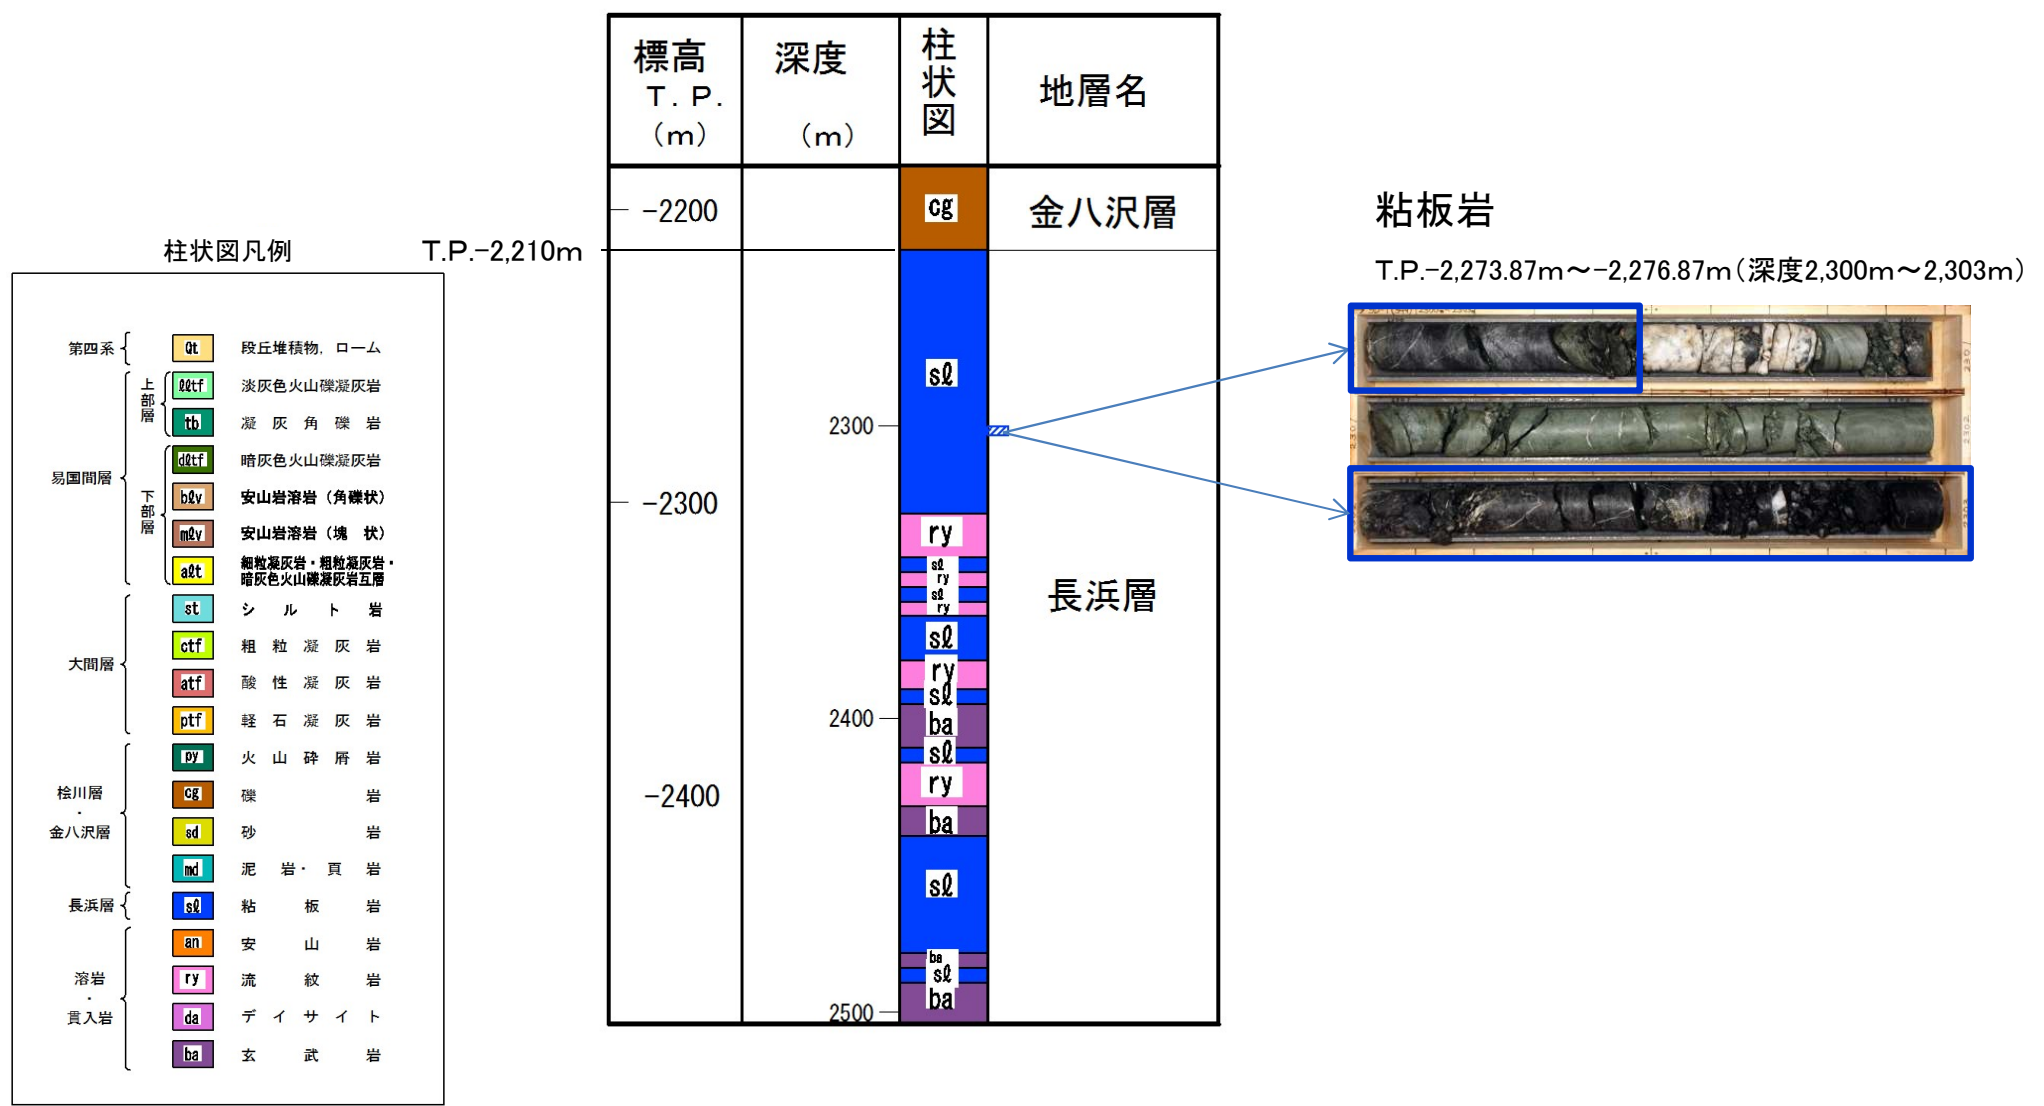 柱状図凡例
第四系
Qt 段丘堆積物，ローム
易国間層
上部層
ℓℓtf 淡灰色火山礫凝灰岩
tb 凝灰角礫岩
下部層
dℓtf 暗灰色火山礫凝灰岩
bℓv 安山岩溶岩（角礫状）
mℓv 安山岩溶岩（塊　状）
aℓt 細粒凝灰岩・粗粒凝灰岩・
暗灰色火山礫凝灰岩互層
大間層
st シルト岩
ctf 粗粒凝灰岩
atf 酸性凝灰岩
ptf 軽石凝灰岩
桧川層
・
金八沢層
py 火山砕屑岩
cg 礫岩
sd 砂岩
md 泥岩・頁岩
長浜層
sℓ 粘板岩
溶岩
・
貫入岩
an 安山岩
ry 流紋岩
da デイサイト
ba 玄武岩
標高
T.P.
(m)
深度
(m)
柱状図
地層名
T.P.-2,210m
-2200
-2300
-2400
2300
2400
2500
cg
sℓ
ry
sℓ
ry
sℓ
ry
sℓ
ry
sℓ
ba
sℓ
ry
ba
sℓ
ba
sℓ
ba
金八沢層
長浜層
粘板岩
T.P.-2,273.87m～-2,276.87m（深度2,300m～2,303m）
2301
2301
2302
2303